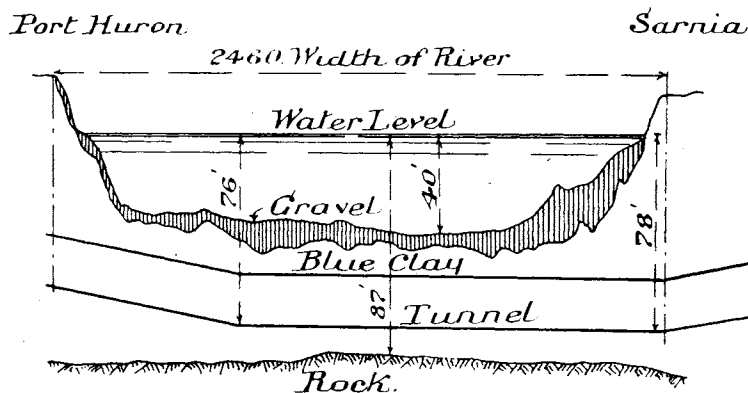 Port Huron
Sarnia
2460. Width of River
Water Level
76'
40'
Gravel
78'
Blue Clay
87'
Tunnel
Rock.